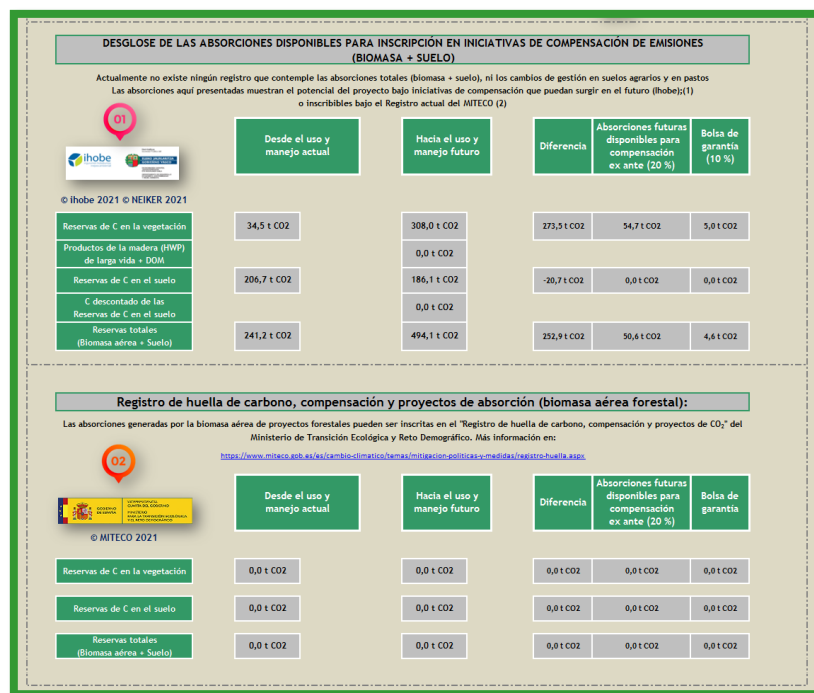 DESGLOSE DE LAS ABSORCIONES DISPONIBLES PARA INSCRIPCIÓN EN INICIATIVAS DE COMPENSACIÓN DE EMISIONES
(BIOMASA + SUELO)
Actualmente no existe ningún registro que contemple las absorciones totales (biomasa + suelo), ni los cambios de gestión en suelos agrarios y en pastos
Las absorciones aquí presentadas muestran el potencial del proyecto bajo iniciativas de compensación que puedan surgir en el futuro (Ihobe);(1)
o inscribibles bajo el Registro actual del MITECO (2)
01
ihobe
© ihobe 2021 © NEIKER 2021
Desde el uso y
manejo actual
Hacia el uso y
manejo futuro
Diferencia
Absorciones futuras
disponibles para
compensación
ex ante (20 %)
Bolsa de
garantía
(10 %)
Reservas de C en la vegetación
34,5 t CO2
308,0 t CO2
273,5 t CO2
54,7 t CO2
5,0 t CO2
Productos de la madera (HWP)
de larga vida + DOM
0,0 t CO2
Reservas de C en el suelo
206,7 t CO2
186,1 t CO2
-20,7 t CO2
0,0 t CO2
0,0 t CO2
C descontado de las
Reservas de C en el suelo
0,0 t CO2
Reservas totales
(Biomasa aérea + Suelo)
241,2 t CO2
494,1 t CO2
252,9 t CO2
50,6 t CO2
4,6 t CO2
Registro de huella de carbono, compensación y proyectos de absorción (biomasa aérea forestal):
Las absorciones generadas por la biomasa aérea de proyectos forestales pueden ser inscritas en el "Registro de huella de carbono, compensación y proyectos de CO₂" del
Ministerio de Transición Ecológica y Reto Demográfico. Más información en:
https://www.miteco.gob.es/es/cambio-climatico/temas/mitigacion-politicas-y-medidas/registro-huella.aspx
02
GOBIERNO
DE ESPAÑA
© MITECO 2021
Desde el uso y
manejo actual
Hacia el uso y
manejo futuro
Diferencia
Absorciones futuras
disponibles para
compensación
ex ante (20 %)
Bolsa de
garantía
Reservas de C en la vegetación
0,0 t CO2
0,0 t CO2
0,0 t CO2
0,0 t CO2
0,0 t CO2
Reservas de C en el suelo
0,0 t CO2
0,0 t CO2
0,0 t CO2
0,0 t CO2
0,0 t CO2
Reservas totales
(Biomasa aérea + Suelo)
0,0 t CO2
0,0 t CO2
0,0 t CO2
0,0 t CO2
0,0 t CO2